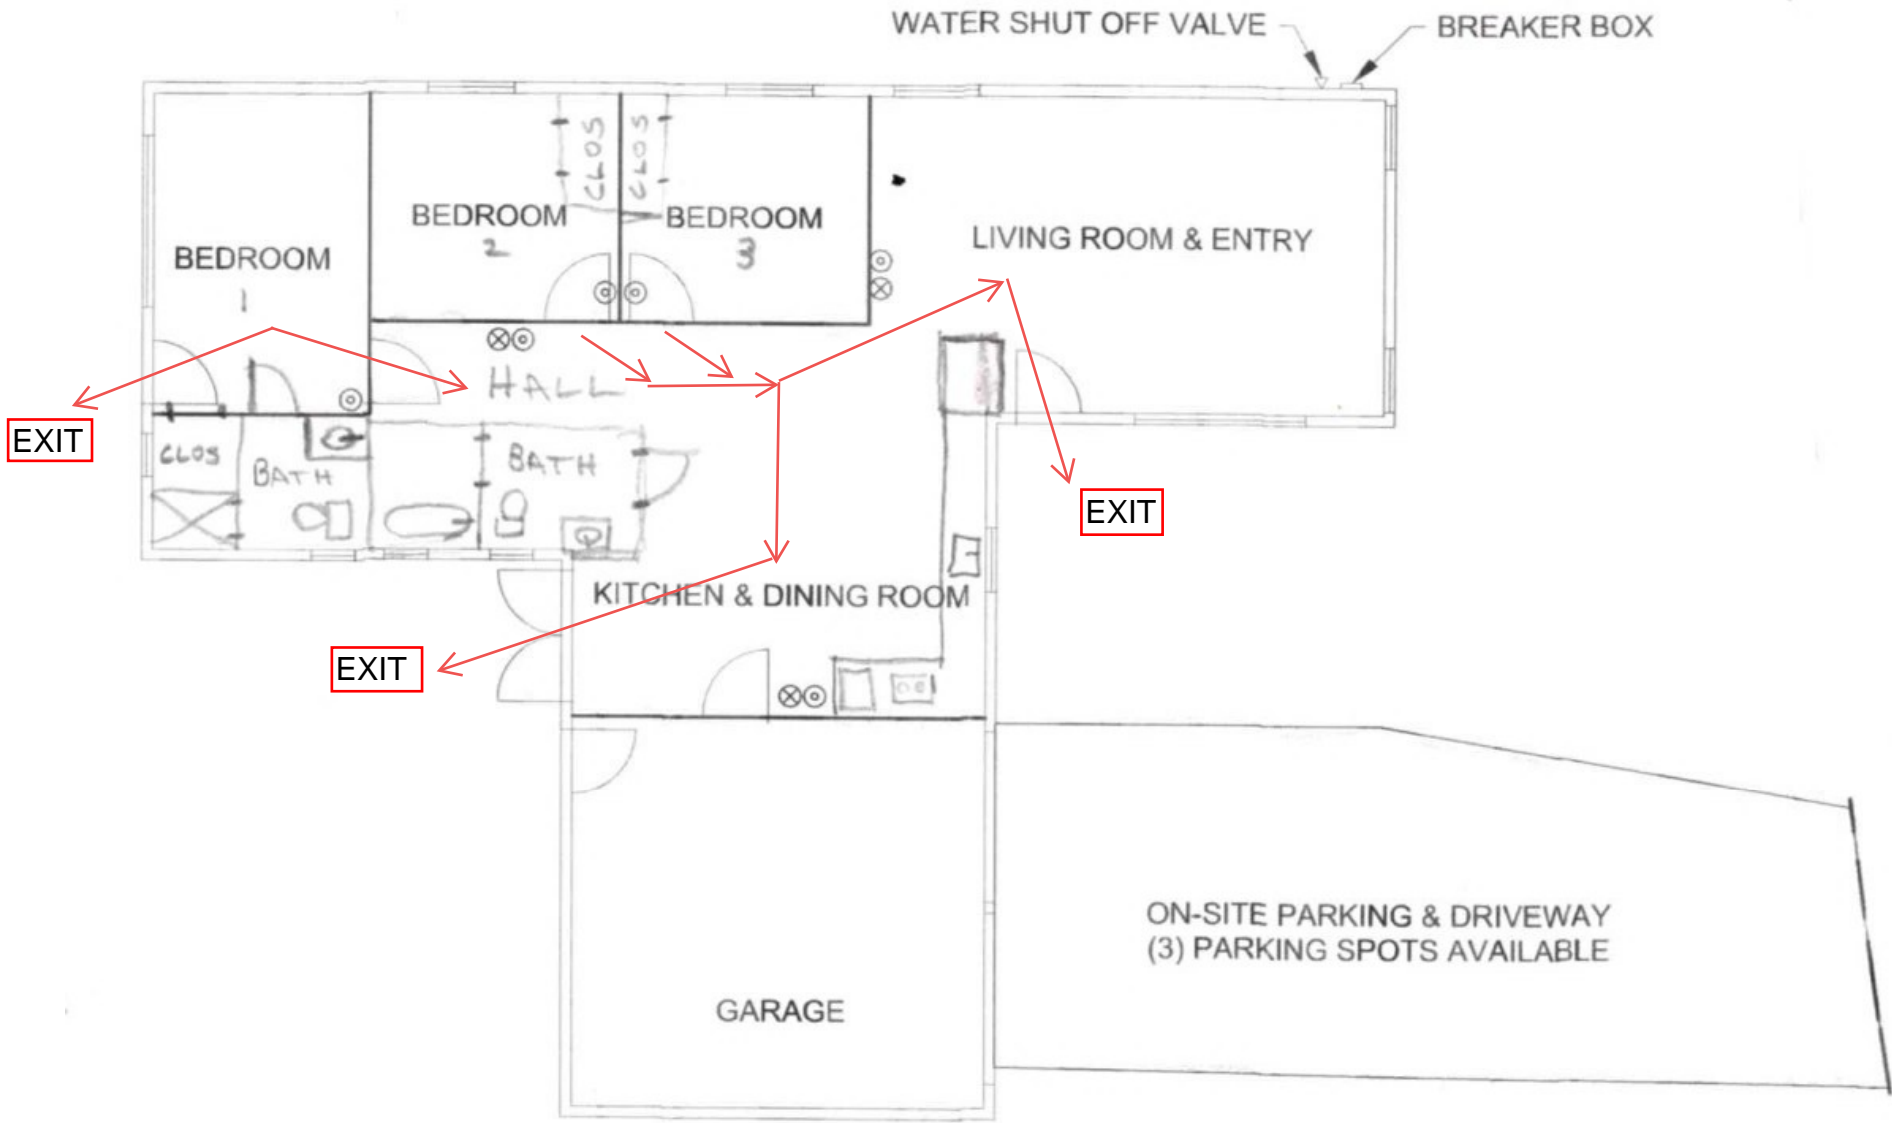 WATER SHUT OFF VALVE
BREAKER BOX
CLOS
CLOS
BEDROOM
2
BEDROOM
3
LIVING ROOM & ENTRY
BEDROOM
1
HALL
EXIT
CLOS
BATH
BATH
EXIT
KITCHEN & DINING ROOM
EXIT
ON-SITE PARKING & DRIVEWAY
(3) PARKING SPOTS AVAILABLE
GARAGE